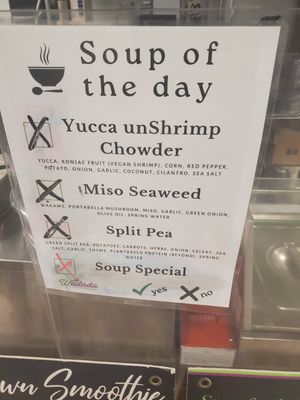 Soup of
the day
Yucca unShrimp
Chowder
YUCCA, KONJAC FRUIT (VEGAN SHRIMP), CORN, RED PEPPER,
POTATO, ONION, GARLIC, COCONUT, CILANTRO, SEA SALT
Miso Seaweed
WAKAME, PORTABELLA MUSHROOM, MISO, GARLIC, GREEN ONION,
OLIVE OIL, SPRING WATER
Split Pea
GREEN SPLIT PEA, POTATOES, CARROTS, HERBS, ONION, CELERY, SEA
SALT, GARLIC, THYME, PLANTBASED PROTEIN (BEYOND), SPRING
WATER
Soup Special
Wadada
yes no
own Smoothie